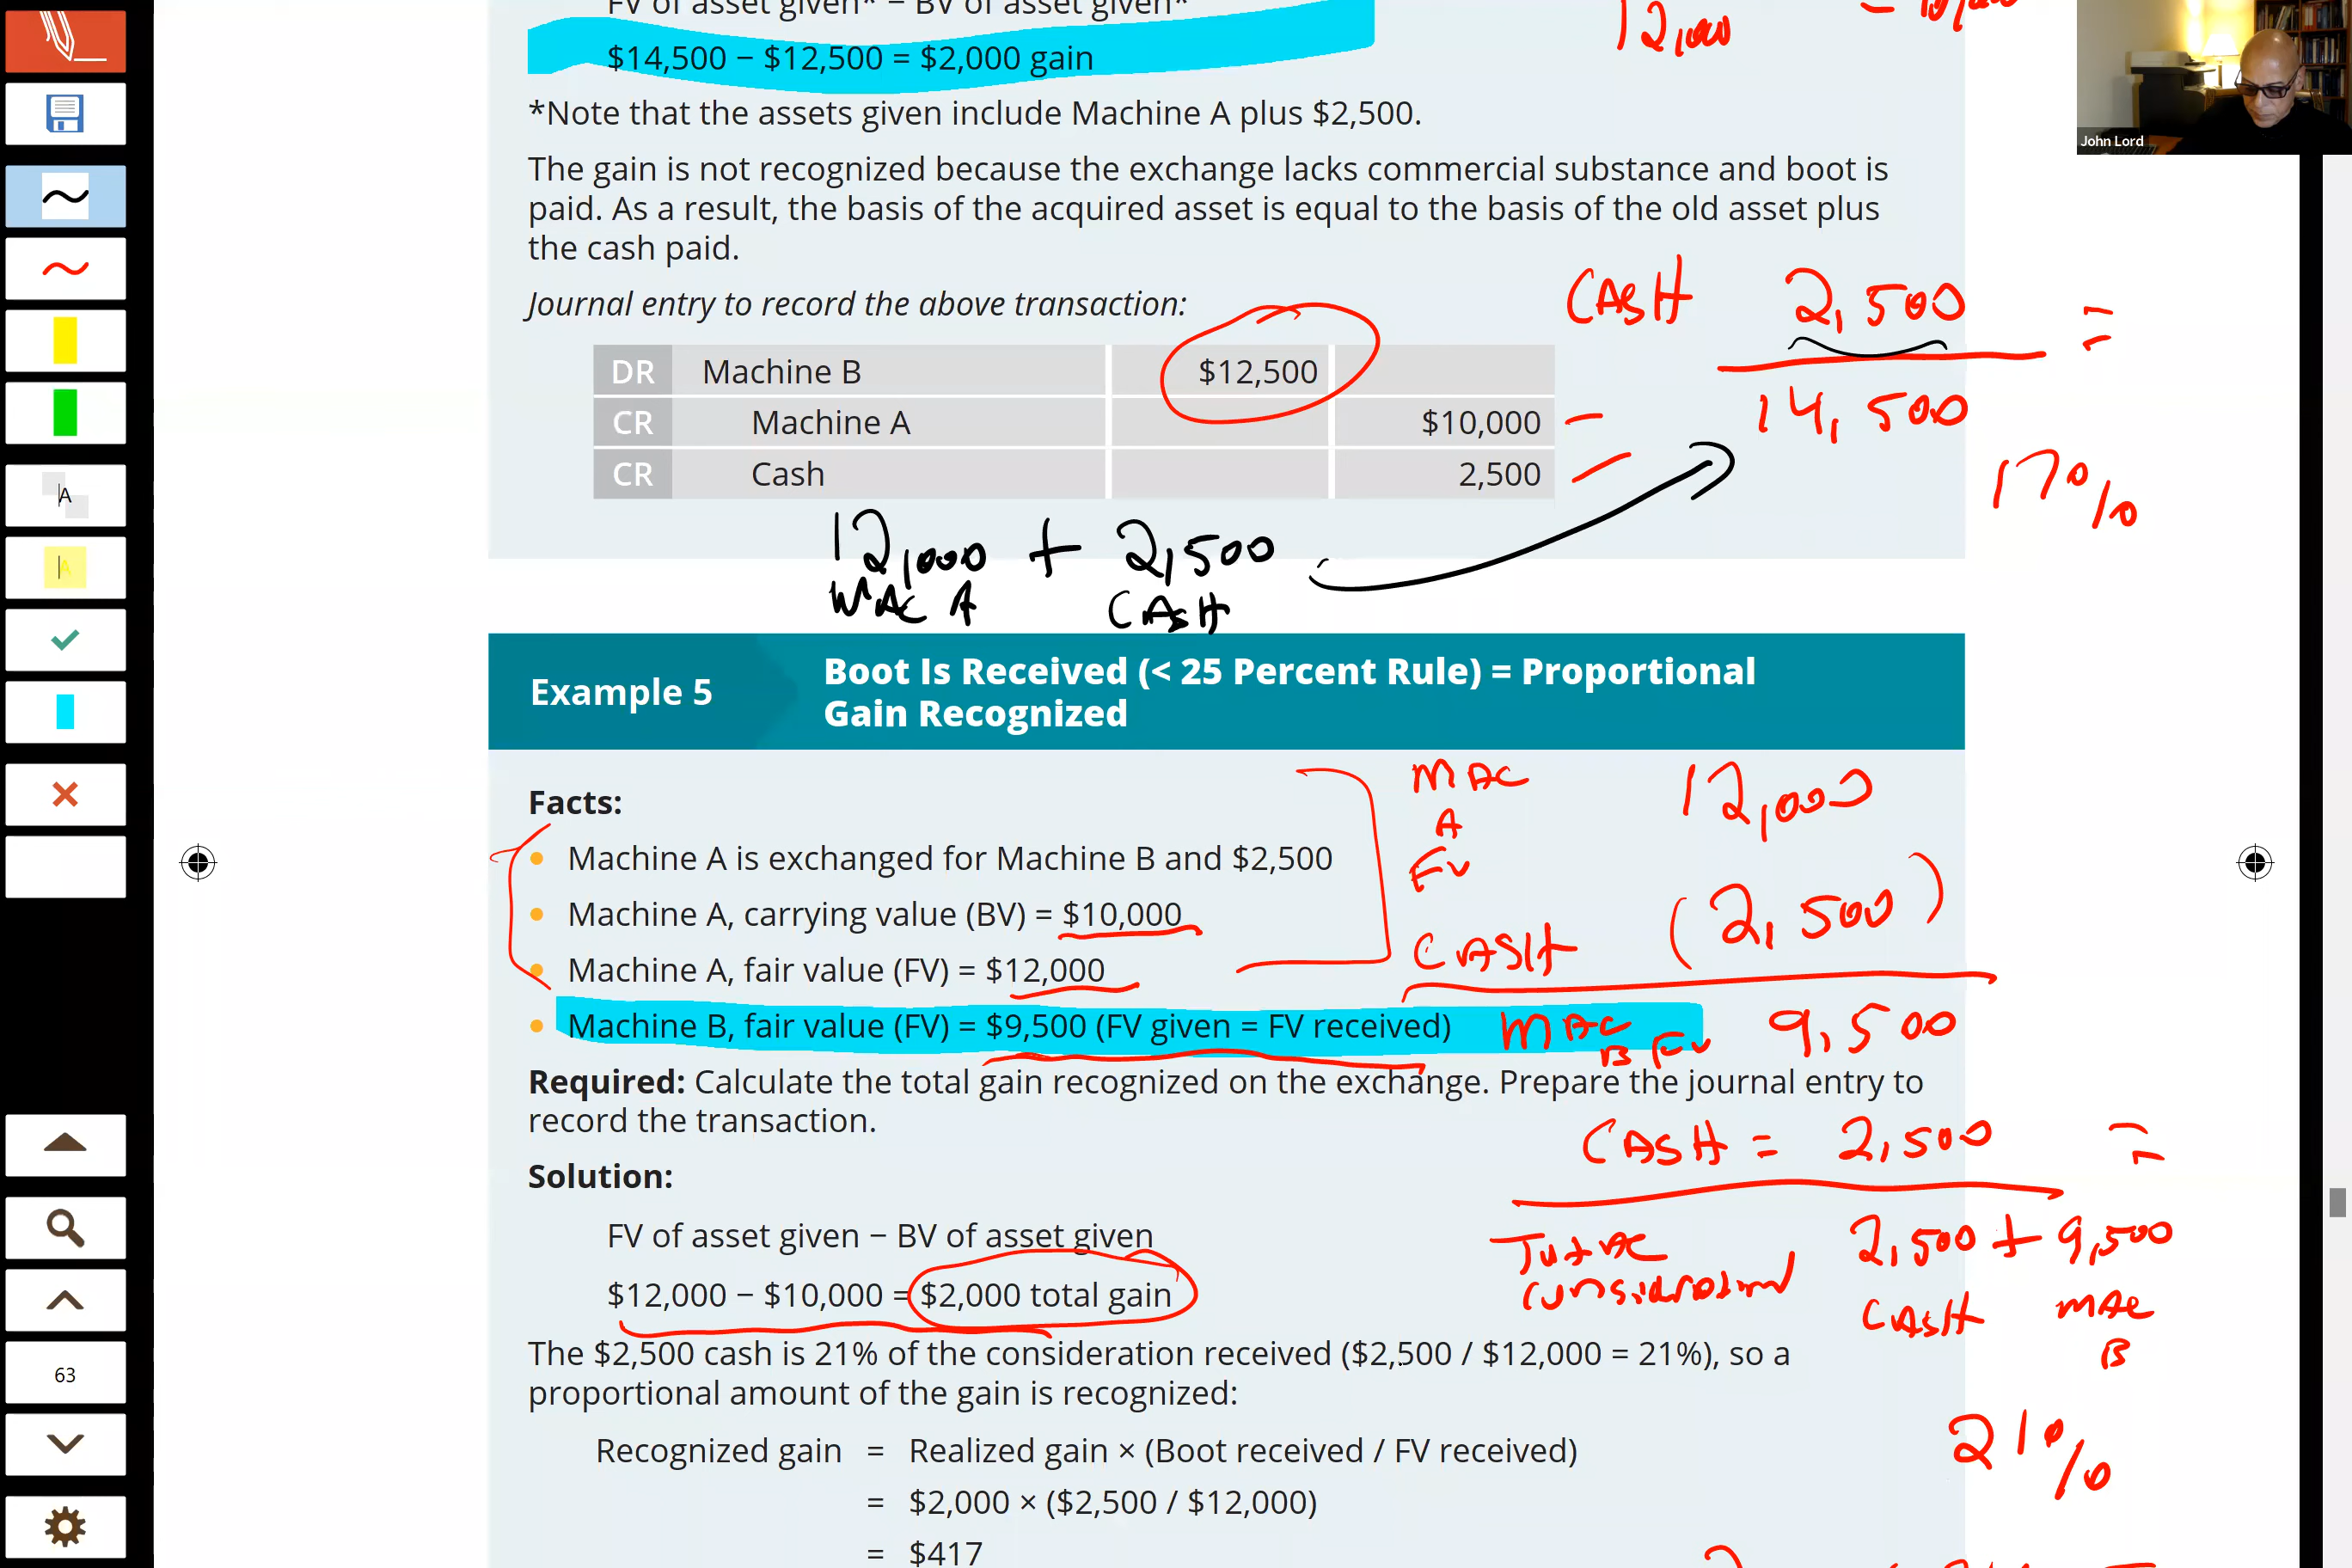 FV of asset given* − BV of asset given*
$14,500 − $12,500 = $2,000 gain
12,000
*Note that the assets given include Machine A plus $2,500.
John Lord
The gain is not recognized because the exchange lacks commercial substance and boot is
paid. As a result, the basis of the acquired asset is equal to the basis of the old asset plus
the cash paid.
Journal entry to record the above transaction:
CASH 2,500 =
14,500
17%
DR Machine B $12,500
CR Machine A $10,000
CR Cash 2,500
12,000 + 2,500
MAC A CASH
Example 5
Boot Is Received (< 25 Percent Rule) = Proportional
Gain Recognized
Facts:
• Machine A is exchanged for Machine B and $2,500
• Machine A, carrying value (BV) = $10,000
• Machine A, fair value (FV) = $12,000
• Machine B, fair value (FV) = $9,500 (FV given = FV received)
MAC
A
FV
12,000
CASH (2,500)
MAC
B FV 9,500
Required: Calculate the total gain recognized on the exchange. Prepare the journal entry to
record the transaction.
CASH = 2,500 =
2,500 + 9,500
CASH MAC
B
21%
Solution:
FV of asset given − BV of asset given
$12,000 − $10,000 = $2,000 total gain
The $2,500 cash is 21% of the consideration received ($2,500 / $12,000 = 21%), so a
proportional amount of the gain is recognized:
Recognized gain = Realized gain × (Boot received / FV received)
= $2,000 × ($2,500 / $12,000)
= $417
A
A
63